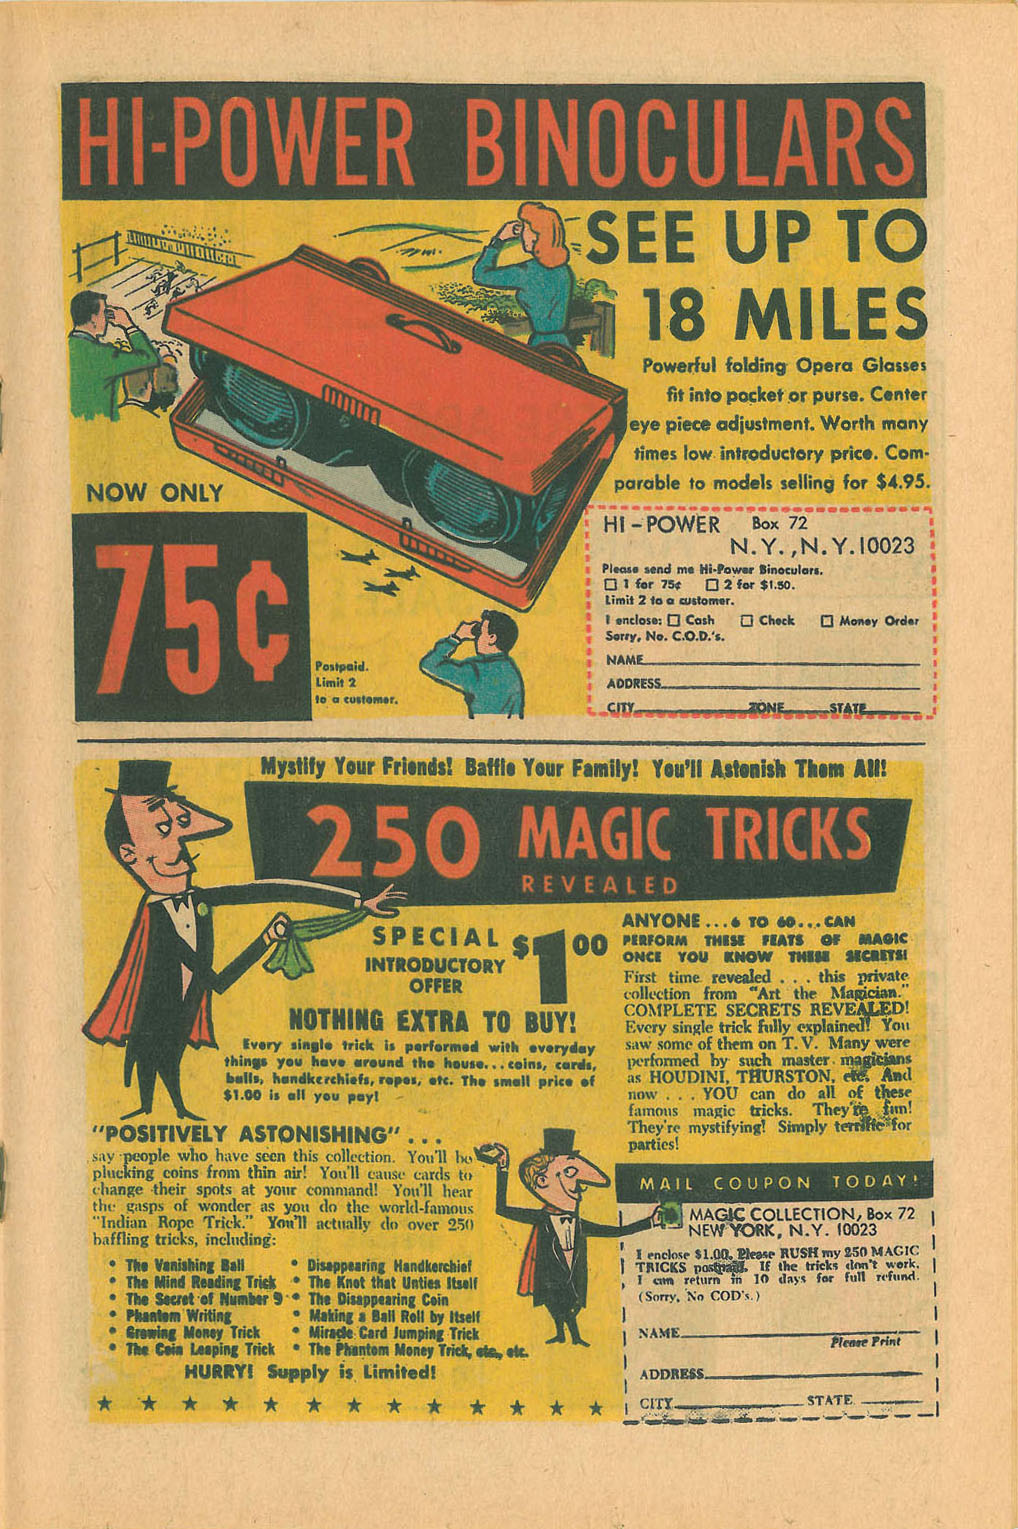 HI-POWER BINOCULARS
SEE UP TO
18 MILES
Powerful folding Opera Glasses
fit into pocket or purse. Center
eye piece adjustment. Worth many
times low introductory price. Com-
parable to models selling for $4.95.
NOW ONLY
75¢
Postpaid.
Limit 2
to a customer.
HI-POWER Box 72
N.Y.,N.Y.10023
Please send me Hi-Power Binoculars.
1 for 75¢ 2 for $1.50.
Limit 2 to a customer.
I enclose: Cash Check Money Order
Sorry, No. C.O.D.'s.
NAME
ADDRESS
CITY ZONE STATE
Mystify Your Friends! Baffle Your Family! You'll Astonish Them All!
250 MAGIC TRICKS
REVEALED
SPECIAL
INTRODUCTORY
OFFER
$1.00
NOTHING EXTRA TO BUY!
Every single trick is performed with everyday
things you have around the house...coins, cards,
balls, handkerchiefs, ropes, etc. The small price of
$1.00 is all you pay!
ANYONE...6 TO 60...CAN
PERFORM THESE FEATS OF MAGIC
ONCE YOU KNOW THESE SECRETS!
First time revealed . . . this private
collection from "Art the Magician."
COMPLETE SECRETS REVEALED!
Every single trick fully explained! You
saw some of them on T. V. Many were
performed by such master magicians
as HOUDINI, THURSTON, etc. And
now . . . YOU can do all of these
famous magic tricks. They're fun!
They're mystifying! Simply terrific for
parties!
"POSITIVELY ASTONISHING" ...
say people who have seen this collection. You'll be
plucking coins from thin air! You'll cause cards to
change their spots at your command! You'll hear
the gasps of wonder as you do the world-famous
"Indian Rope Trick." You'll actually do over 250
baffling tricks, including:
• The Vanishing Ball
• The Mind Reading Trick
• The Secret of Number 9
• Phantom Writing
• Growing Money Trick
• The Coin Leaping Trick
• Disappearing Handkerchief
• The Knot that Unties Itself
• The Disappearing Coin
• Making a Ball Roll by Itself
• Miracle Card Jumping Trick
• The Phantom Money Trick, etc., etc.
HURRY! Supply is Limited!
MAIL COUPON TODAY!
MAGIC COLLECTION, Box 72
NEW YORK, N.Y. 10023
I enclose $1.00. Please RUSH my 250 MAGIC
TRICKS postpaid. If the tricks don't work,
I can return in 10 days for full refund.
(Sorry, No COD's.)
NAME
Please Print
ADDRESS
CITY STATE